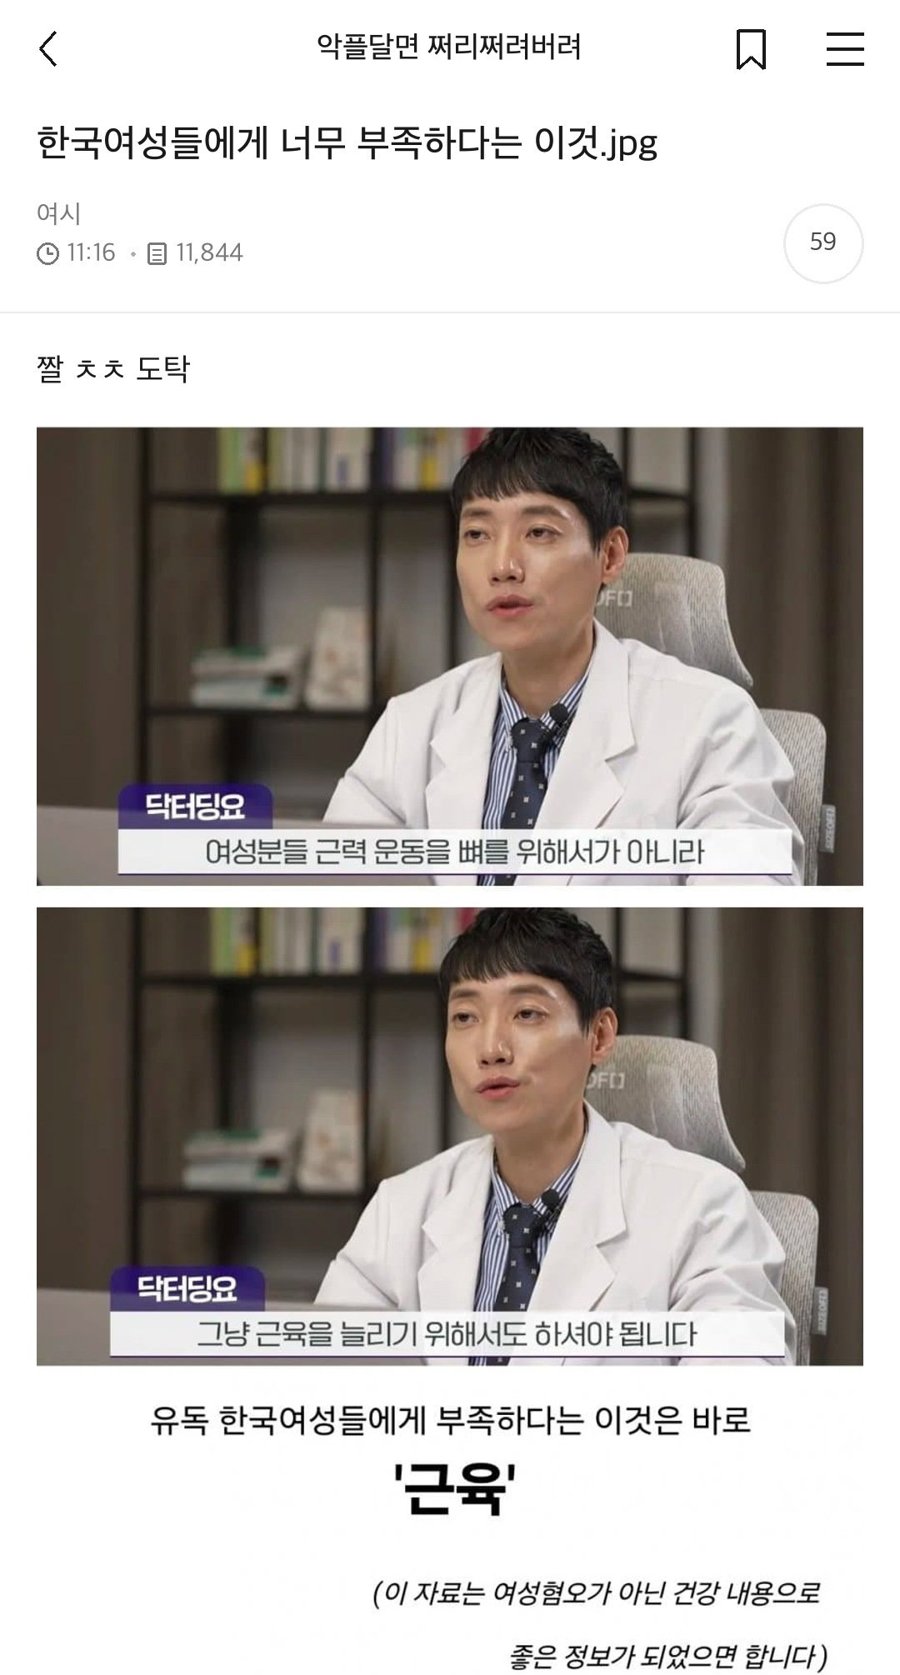 악플달면 쩌리쩌려버려
한국여성들에게 너무 부족하다는 이것.jpg
여시
11:16 · 11,844
59
짤 ㅊㅊ 도탁
닥터딩요
여성분들 근력 운동을 뼈를 위해서가 아니라
닥터딩요
그냥 근육을 늘리기 위해서도 하셔야 됩니다
유독 한국여성들에게 부족하다는 이것은 바로
'근육'
(이 자료는 여성혐오가 아닌 건강 내용으로
좋은 정보가 되었으면 합니다)